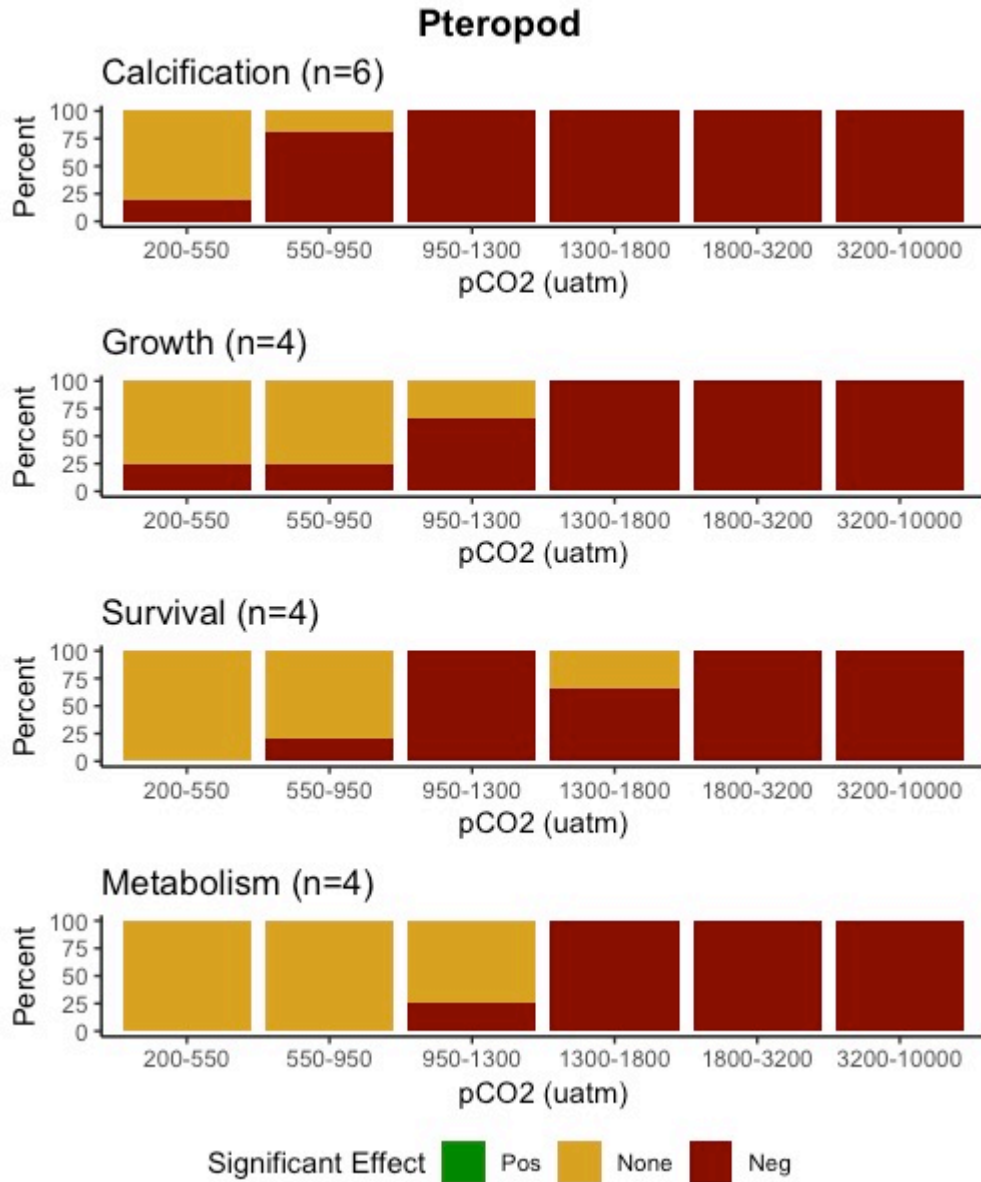 Pteropod
Calcification (n=6)
Percent
100
75
50
25
0
200-550 550-950 950-1300 1300-1800 1800-3200 3200-10000
pCO2 (uatm)
Growth (n=4)
Percent
100
75
50
25
0
200-550 550-950 950-1300 1300-1800 1800-3200 3200-10000
pCO2 (uatm)
Survival (n=4)
Percent
100
75
50
25
0
200-550 550-950 950-1300 1300-1800 1800-3200 3200-10000
pCO2 (uatm)
Metabolism (n=4)
Percent
100
75
50
25
0
200-550 550-950 950-1300 1300-1800 1800-3200 3200-10000
pCO2 (uatm)
Significant Effect Pos None Neg